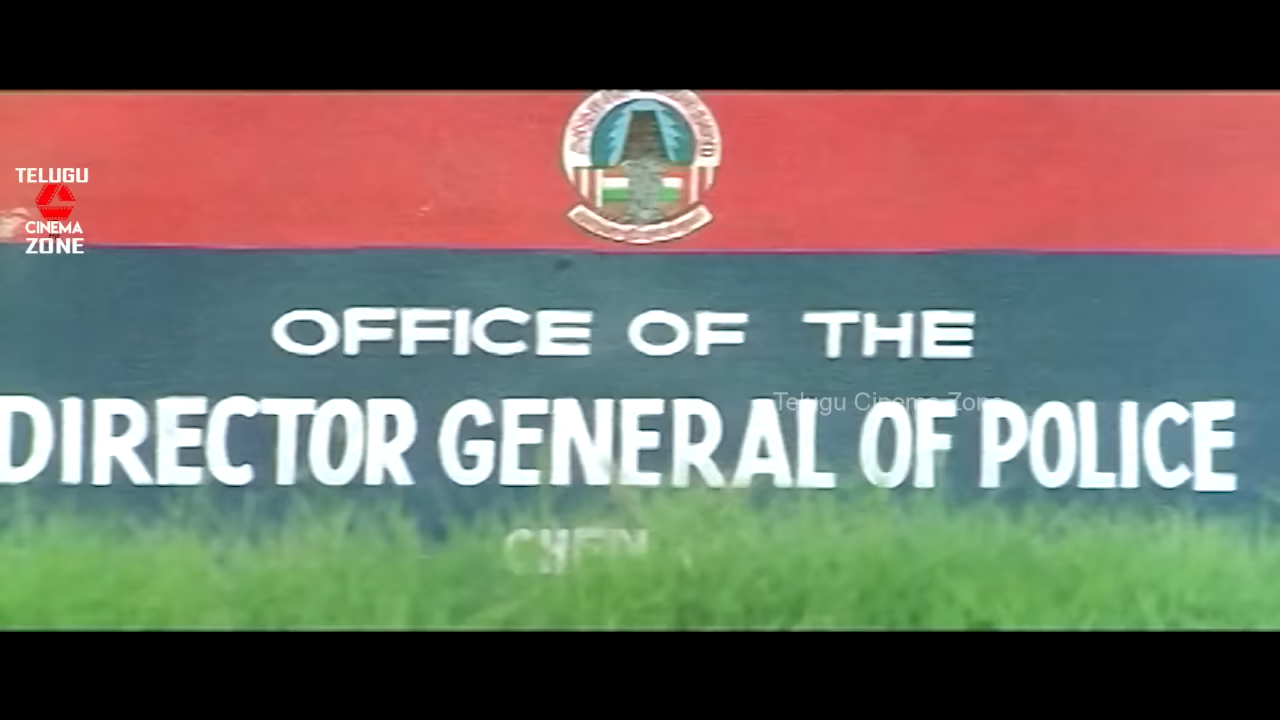 TELUGU
CINEMA
ZONE
OFFICE OF THE
DIRECTOR GENERAL OF POLICE
Telugu Cinema Zone